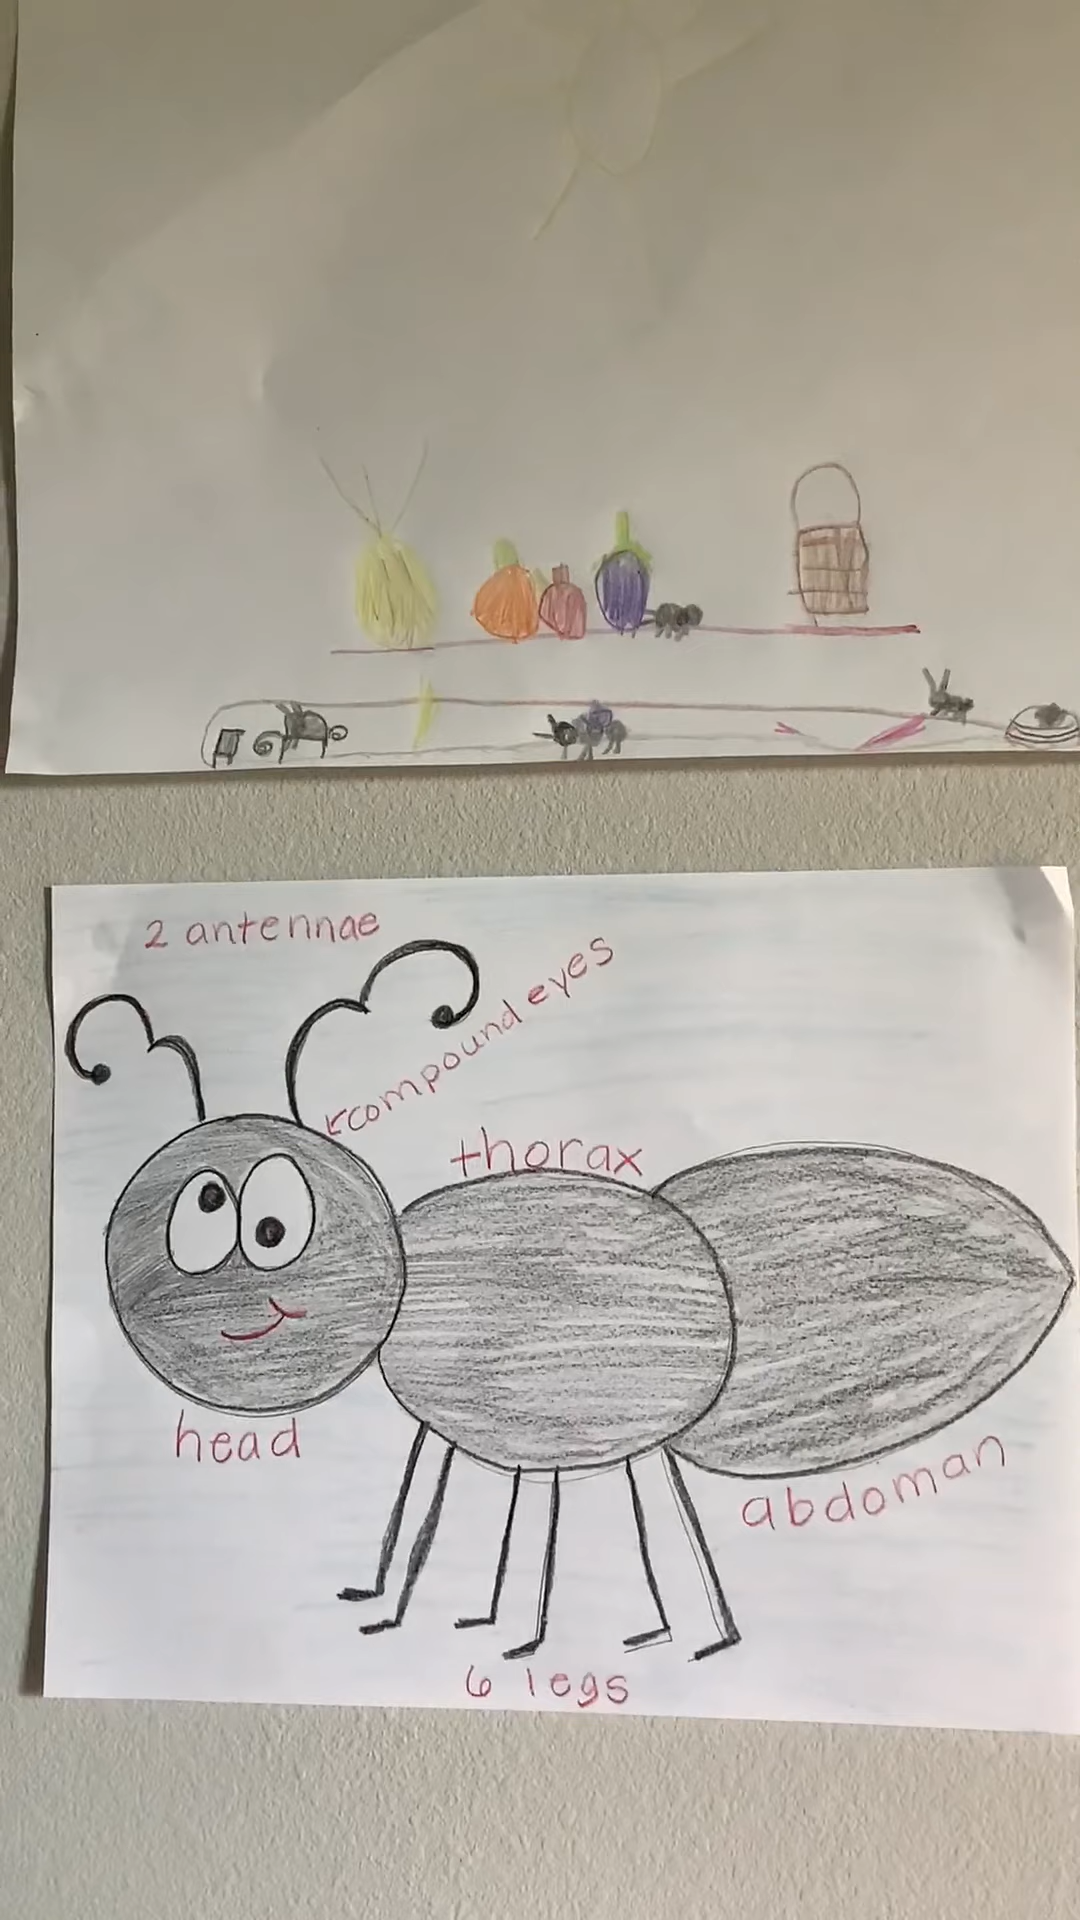 2 antennae
compound eyes
thorax
head
abdoman
6 legs